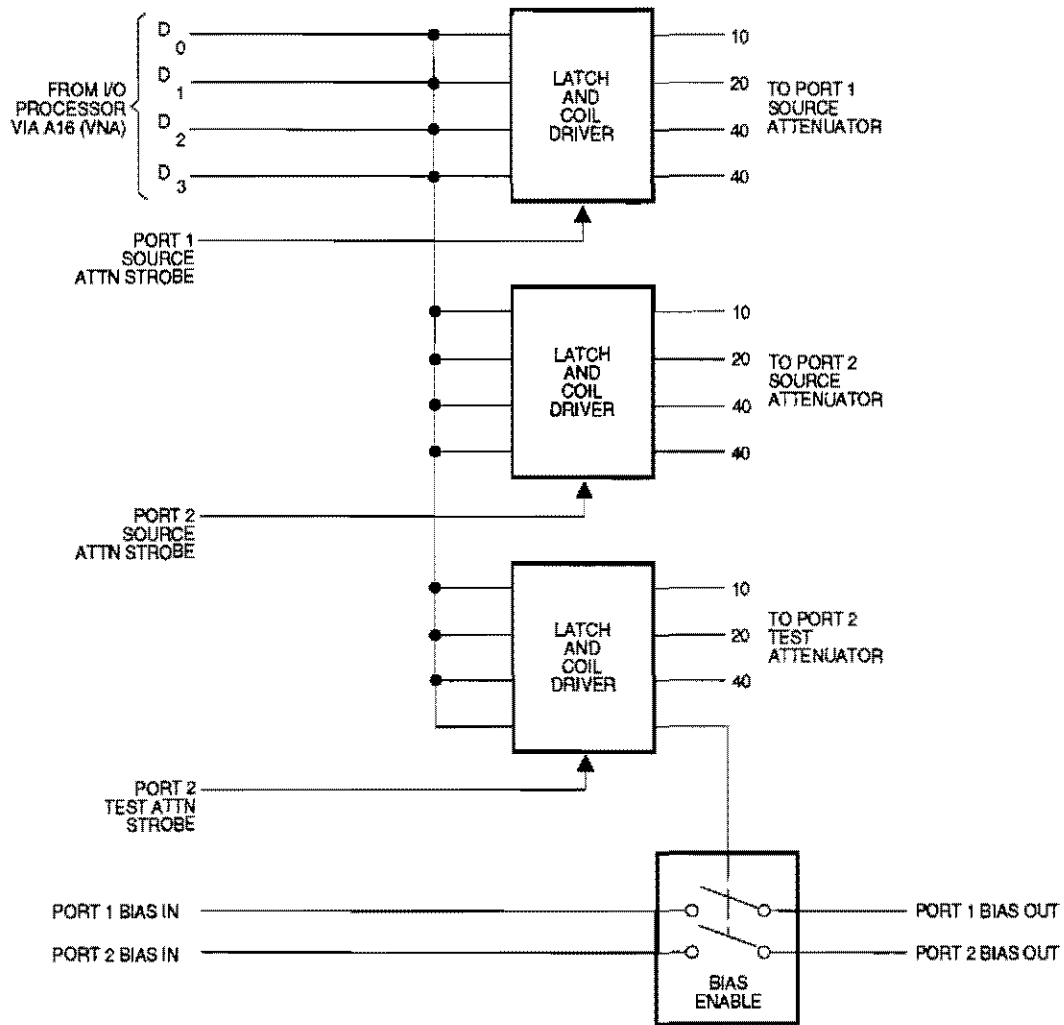 FROM I/O
PROCESSOR
VIA A16 (VNA)
D0
D1
D2
D3
LATCH
AND
COIL
DRIVER
10
20
40
40
TO PORT 1
SOURCE
ATTENUATOR
PORT 1
SOURCE
ATTN STROBE
LATCH
AND
COIL
DRIVER
10
20
40
40
TO PORT 2
SOURCE
ATTENUATOR
PORT 2
SOURCE
ATTN STROBE
LATCH
AND
COIL
DRIVER
10
20
40
TO PORT 2
TEST
ATTENUATOR
PORT 2
TEST ATTN
STROBE
PORT 1 BIAS IN
PORT 1 BIAS OUT
PORT 2 BIAS IN
PORT 2 BIAS OUT
BIAS
ENABLE